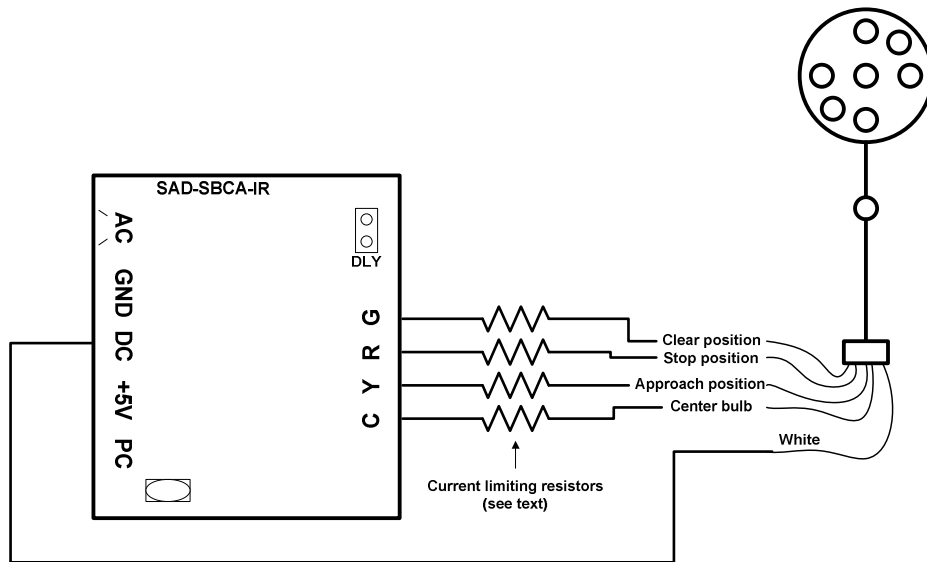 SAD-SBCA-IR
AC
GND
DC
+5V
PC
DLY
G
R
Y
C
Clear position
Stop position
Approach position
Center bulb
White
Current limiting resistors
(see text)